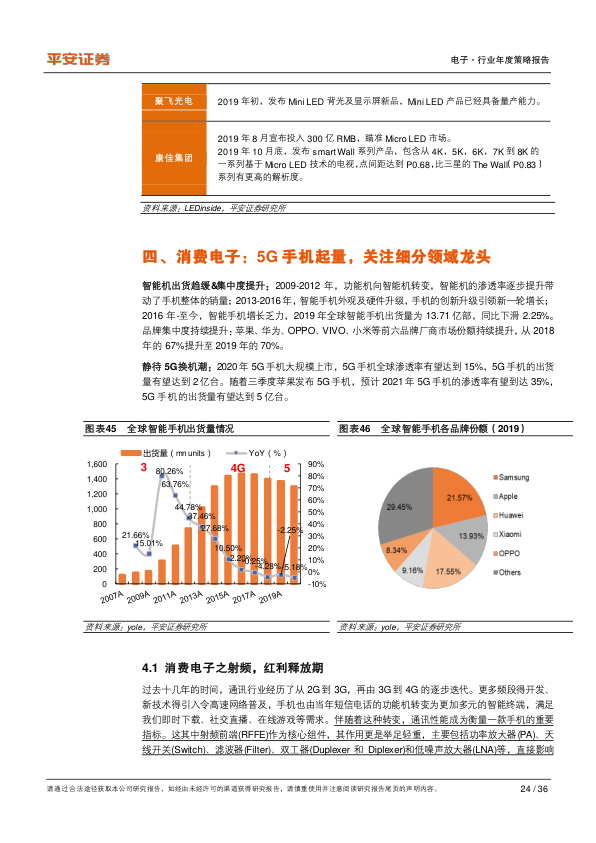 平安证券
电子·行业年度策略报告
聚飞光电
2019 年初，发布 Mini LED 背光及显示屏新品，Mini LED 产品已经具备量产能力。
康佳集团
2019 年 8 月宣布投入 300 亿 RMB，瞄准 Micro LED 市场。
2019 年 10 月底，发布 smart Wall 系列产品，包含从 4K，5K，6K，7K 到 8K 的
一系列基于 Micro LED 技术的电视，点间距达到 P0.68，比三星的 The Wall（P0.83）
系列有更高的解析度。
资料来源：LEDinside，平安证券研究所
四、消费电子：5G 手机起量，关注细分领域龙头
智能机出货趋缓&集中度提升：2009-2012 年，功能机向智能机转变，智能机的渗透率逐步提升带
动了手机整体的销量；2013-2016 年，智能手机外观及硬件升级，手机的创新升级引领新一轮增长；
2016 年-至今，智能手机增长乏力，2019 年全球智能手机出货量为 13.71 亿部，同比下滑 2.25%。
品牌集中度持续提升：苹果、华为、OPPO、VIVO、小米等前六品牌厂商市场份额持续提升，从 2018
年的 67%提升至 2019 年的 70%。
静待 5G换机潮：2020 年 5G 手机大规模上市，5G 手机全球渗透率有望达到 15%，5G 手机的出货
量有望达到 2 亿台。随着三季度苹果发布 5G 手机，预计 2021 年 5G 手机的渗透率有望到达 35%，
5G 手机的出货量有望达到 5 亿台。
图表45 全球智能手机出货量情况
出货量（mn units）
YoY（%）
1,600
1,400
1,200
1,000
800
600
400
200
0
90%
80%
70%
60%
50%
40%
30%
20%
10%
0%
-10%
3
4G
5
21.66%
15.01%
80.26%
63.76%
44.78%
37.46%
27.68%
10.50%
2.20%
0.25%
-4.28%
-2.25%
-5.18%
2007A
2009A
2011A
2013A
2015A
2017A
2019A
资料来源：yole，平安证券研究所
图表46 全球智能手机各品牌份额（2019）
21.57%
13.93%
17.55%
9.16%
8.34%
29.45%
Samsung
Apple
Huawei
Xiaomi
OPPO
Others
资料来源：yole，平安证券研究所
4.1 消费电子之射频，红利释放期
过去十几年的时间，通讯行业经历了从 2G 到 3G，再由 3G 到 4G 的逐步迭代。更多频段得开发、
新技术得引入令高速网络普及，手机也由当年短信电话的功能机转变为更加多元的智能终端，满足
我们即时下载、社交直播、在线游戏等需求。伴随着这种转变，通讯性能成为衡量一款手机的重要
指标。这其中射频前端(RFFE)作为核心组件，其作用更是举足轻重，主要包括功率放大器(PA)、天
线开关(Switch)、滤波器(Filter)、双工器(Duplexer 和 Diplexer)和低噪声放大器(LNA)等，直接影响
请通过合法途径获取本公司研究报告，如经由未经许可的渠道获得研究报告，请慎重使用并注意阅读研究报告尾页的声明内容。
24 / 36